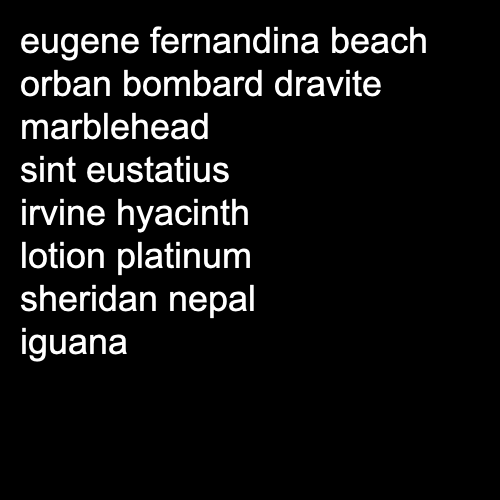 eugene fernandina beach
orban bombard dravite
marblehead
sint eustatius
irvine hyacinth
lotion platinum
sheridan nepal
iguana